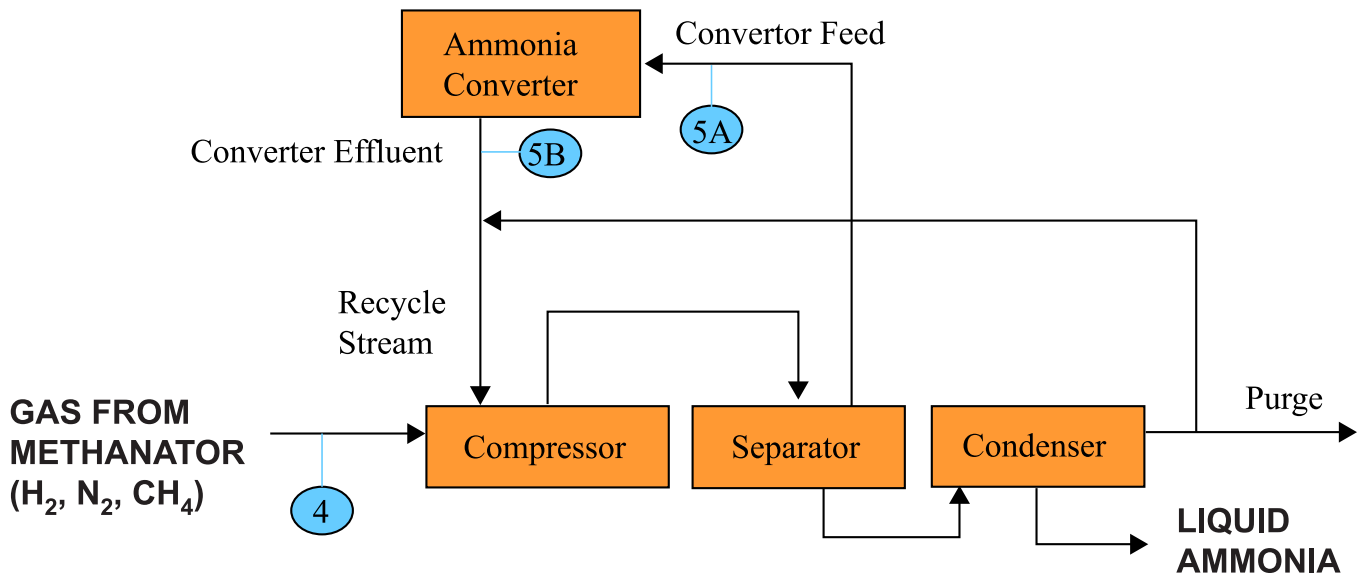 Ammonia
Converter
Convertor Feed
5A
Converter Effluent
5B
Recycle
Stream
GAS FROM
METHANATOR
(H₂, N₂, CH₄)
4
Compressor
Separator
Condenser
Purge
LIQUID
AMMONIA